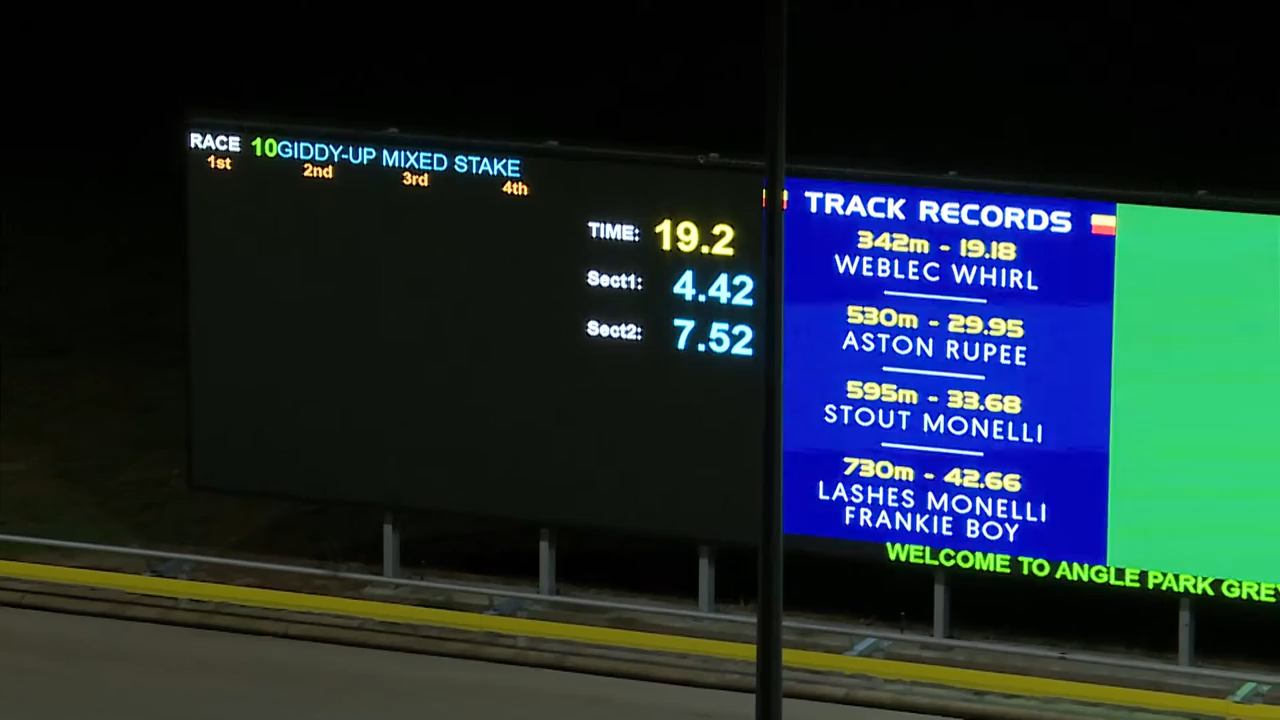 RACE 10GIDDY-UP MIXED STAKE
1st 2nd 3rd 4th
TIME: 19.2
Sect1: 4.42
Sect2: 7.52
TRACK RECORDS
342m - 19.18
WEBLEC WHIRL
530m - 29.95
ASTON RUPEE
595m - 33.68
STOUT MONELLI
730m - 42.66
LASHES MONELLI
FRANKIE BOY
WELCOME TO ANGLE PARK GREY